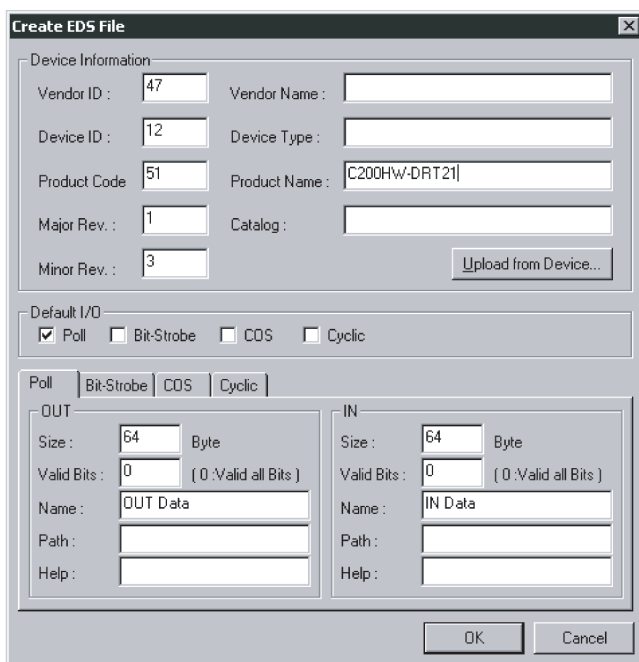 Create EDS File
Device Information
Vendor ID : 47 Vendor Name :
Device ID : 12 Device Type :
Product Code 51 Product Name : C200HW-DRT21
Major Rev. : 1 Catalog :
Minor Rev. : 3 Upload from Device...
Default I/O
Poll Bit-Strobe COS Cyclic
Poll Bit-Strobe COS Cyclic
OUT IN
Size : 64 Byte Size : 64 Byte
Valid Bits : 0 ( 0 :Valid all Bits ) Valid Bits : 0 ( 0 :Valid all Bits )
Name : OUT Data Name : IN Data
Path : Path :
Help : Help :
OK Cancel